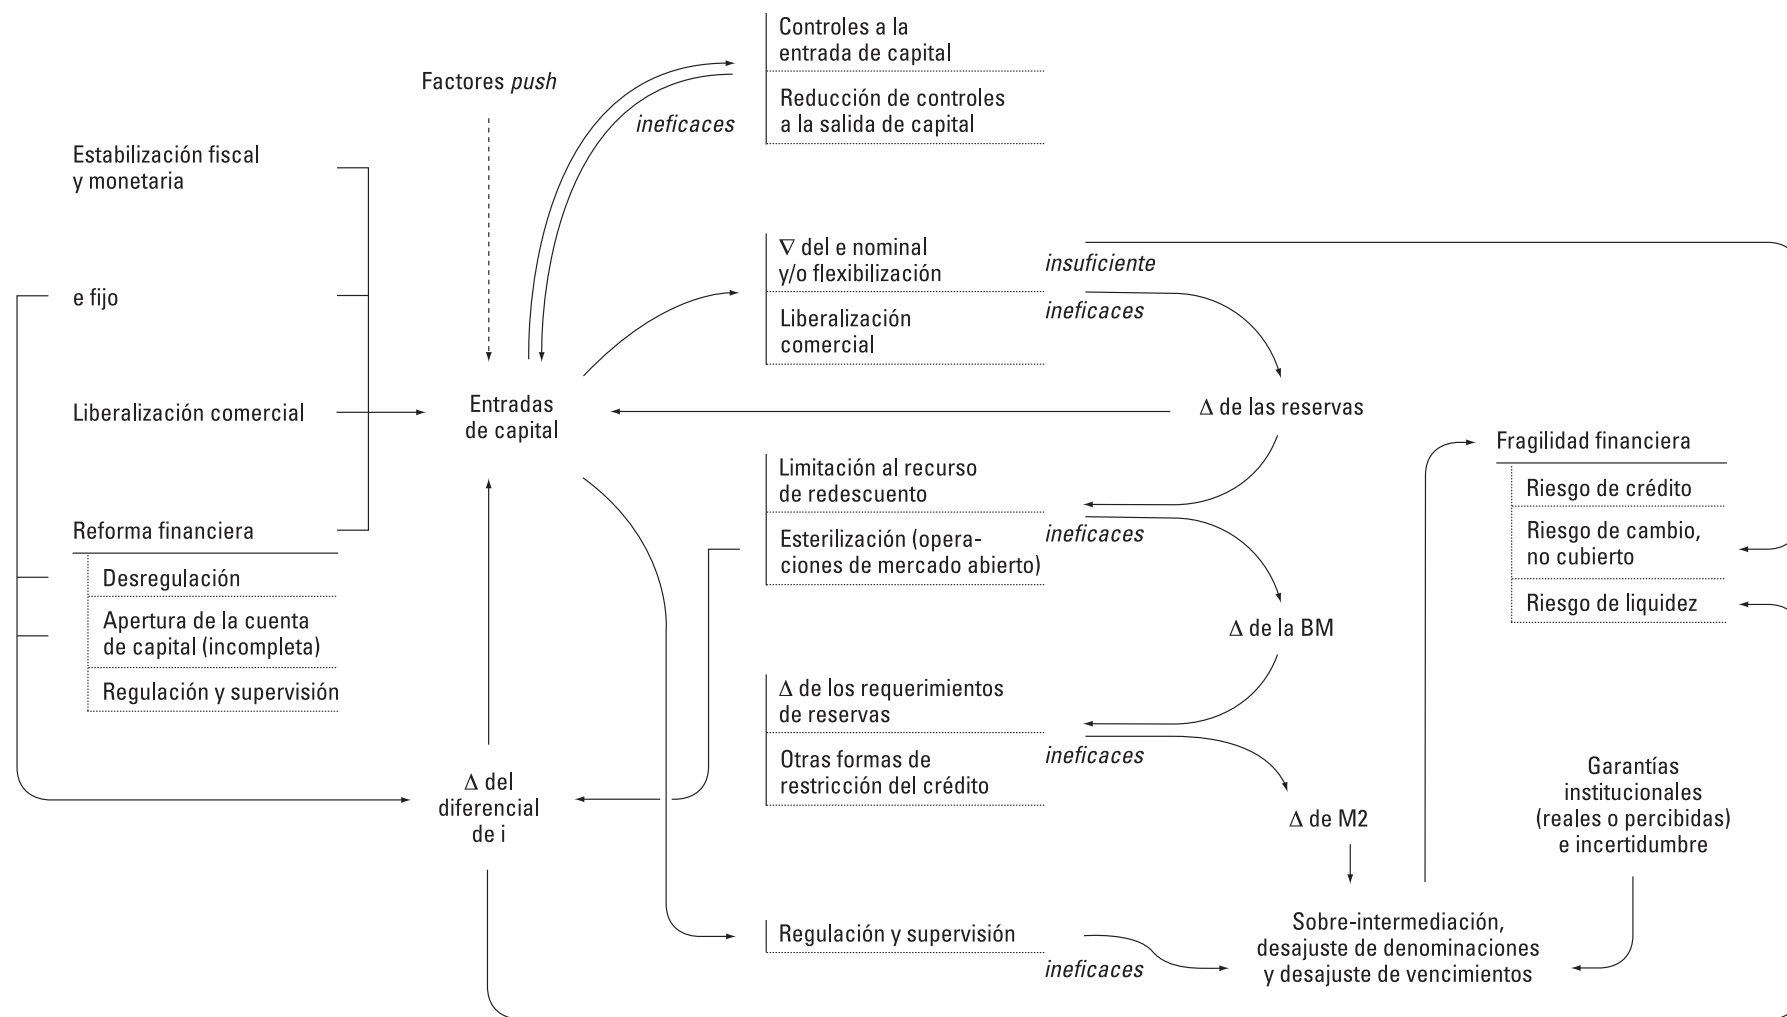 Controles a la
entrada de capital
Reducción de controles
a la salida de capital
Factores push
ineficaces
Estabilización fiscal
y monetaria
e fijo
Liberalización comercial
Reforma financiera
Desregulación
Apertura de la cuenta
de capital (incompleta)
Regulación y supervisión
Entradas
de capital
∆ del
diferencial
de i
∇ del e nominal
y/o flexibilización
Liberalización
comercial
insuficiente
ineficaces
∆ de las reservas
Limitación al recurso
de redescuento
Esterilización (opera-
ciones de mercado abierto)
ineficaces
∆ de la BM
∆ de los requerimientos
de reservas
Otras formas de
restricción del crédito
ineficaces
∆ de M2
Regulación y supervisión
ineficaces
Sobre-intermediación,
desajuste de denominaciones
y desajuste de vencimientos
Fragilidad financiera
Riesgo de crédito
Riesgo de cambio,
no cubierto
Riesgo de liquidez
Garantías
institucionales
(reales o percibidas)
e incertidumbre